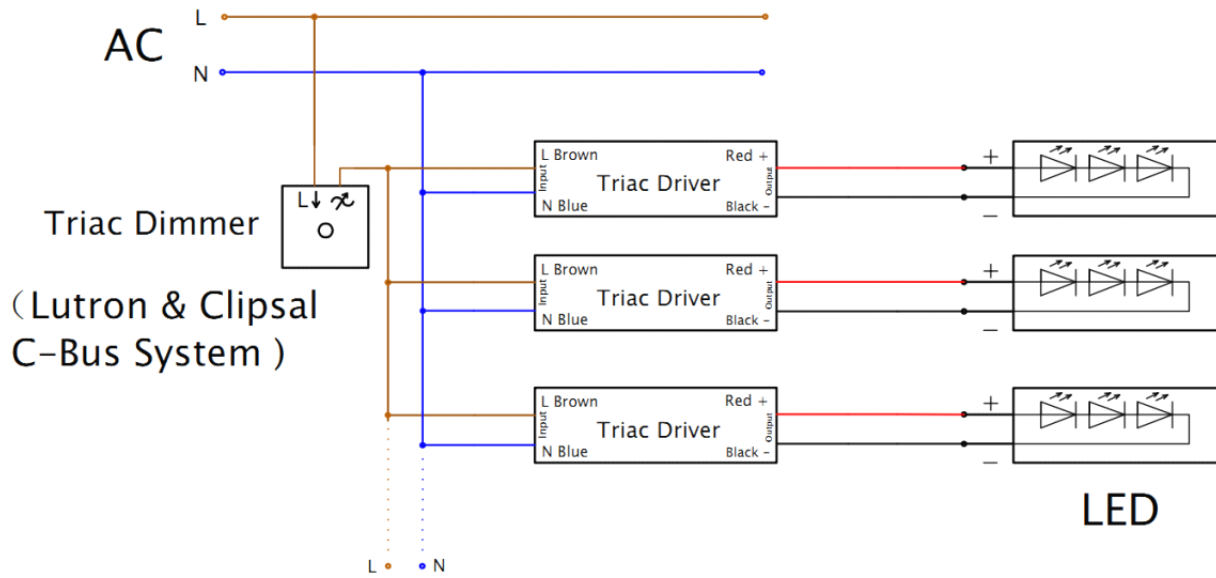 L
AC
N
L Brown
Red +
Input
Triac Driver
Output
N Blue
Black -
L
Triac Dimmer
(Lutron & Clipsal
C-Bus System )
L Brown
Red +
Input
Triac Driver
Output
N Blue
Black -
L Brown
Red +
Input
Triac Driver
Output
N Blue
Black -
+
−
+
−
+
−
LED
L
N